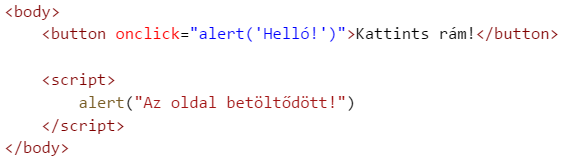 <body>
    <button onclick="alert('Helló!')">Kattints rám!</button>

    <script>
        alert("Az oldal betöltődött!")
    </script>
</body>